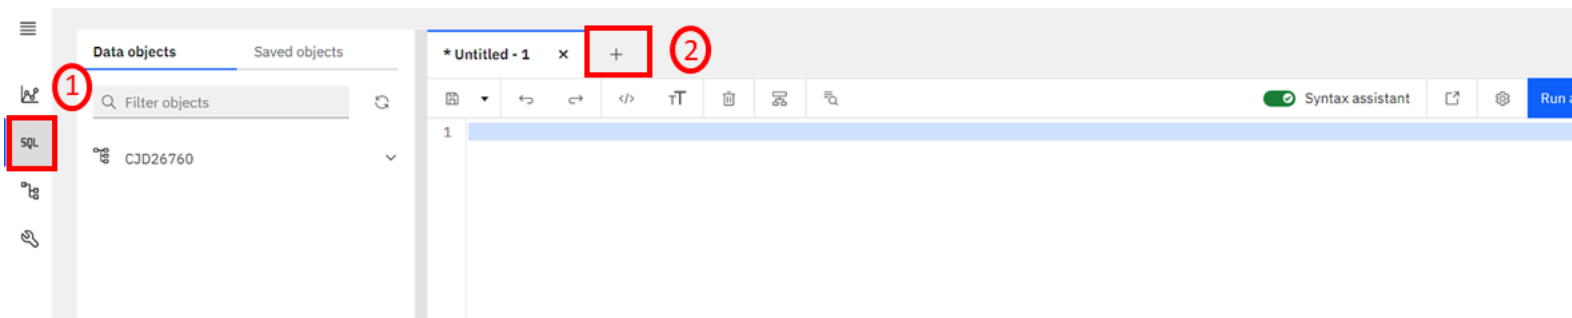 Data objects
Saved objects
* Untitled - 1
2
1
Filter objects
Syntax assistant
Run a
SQL
1
CJD26760